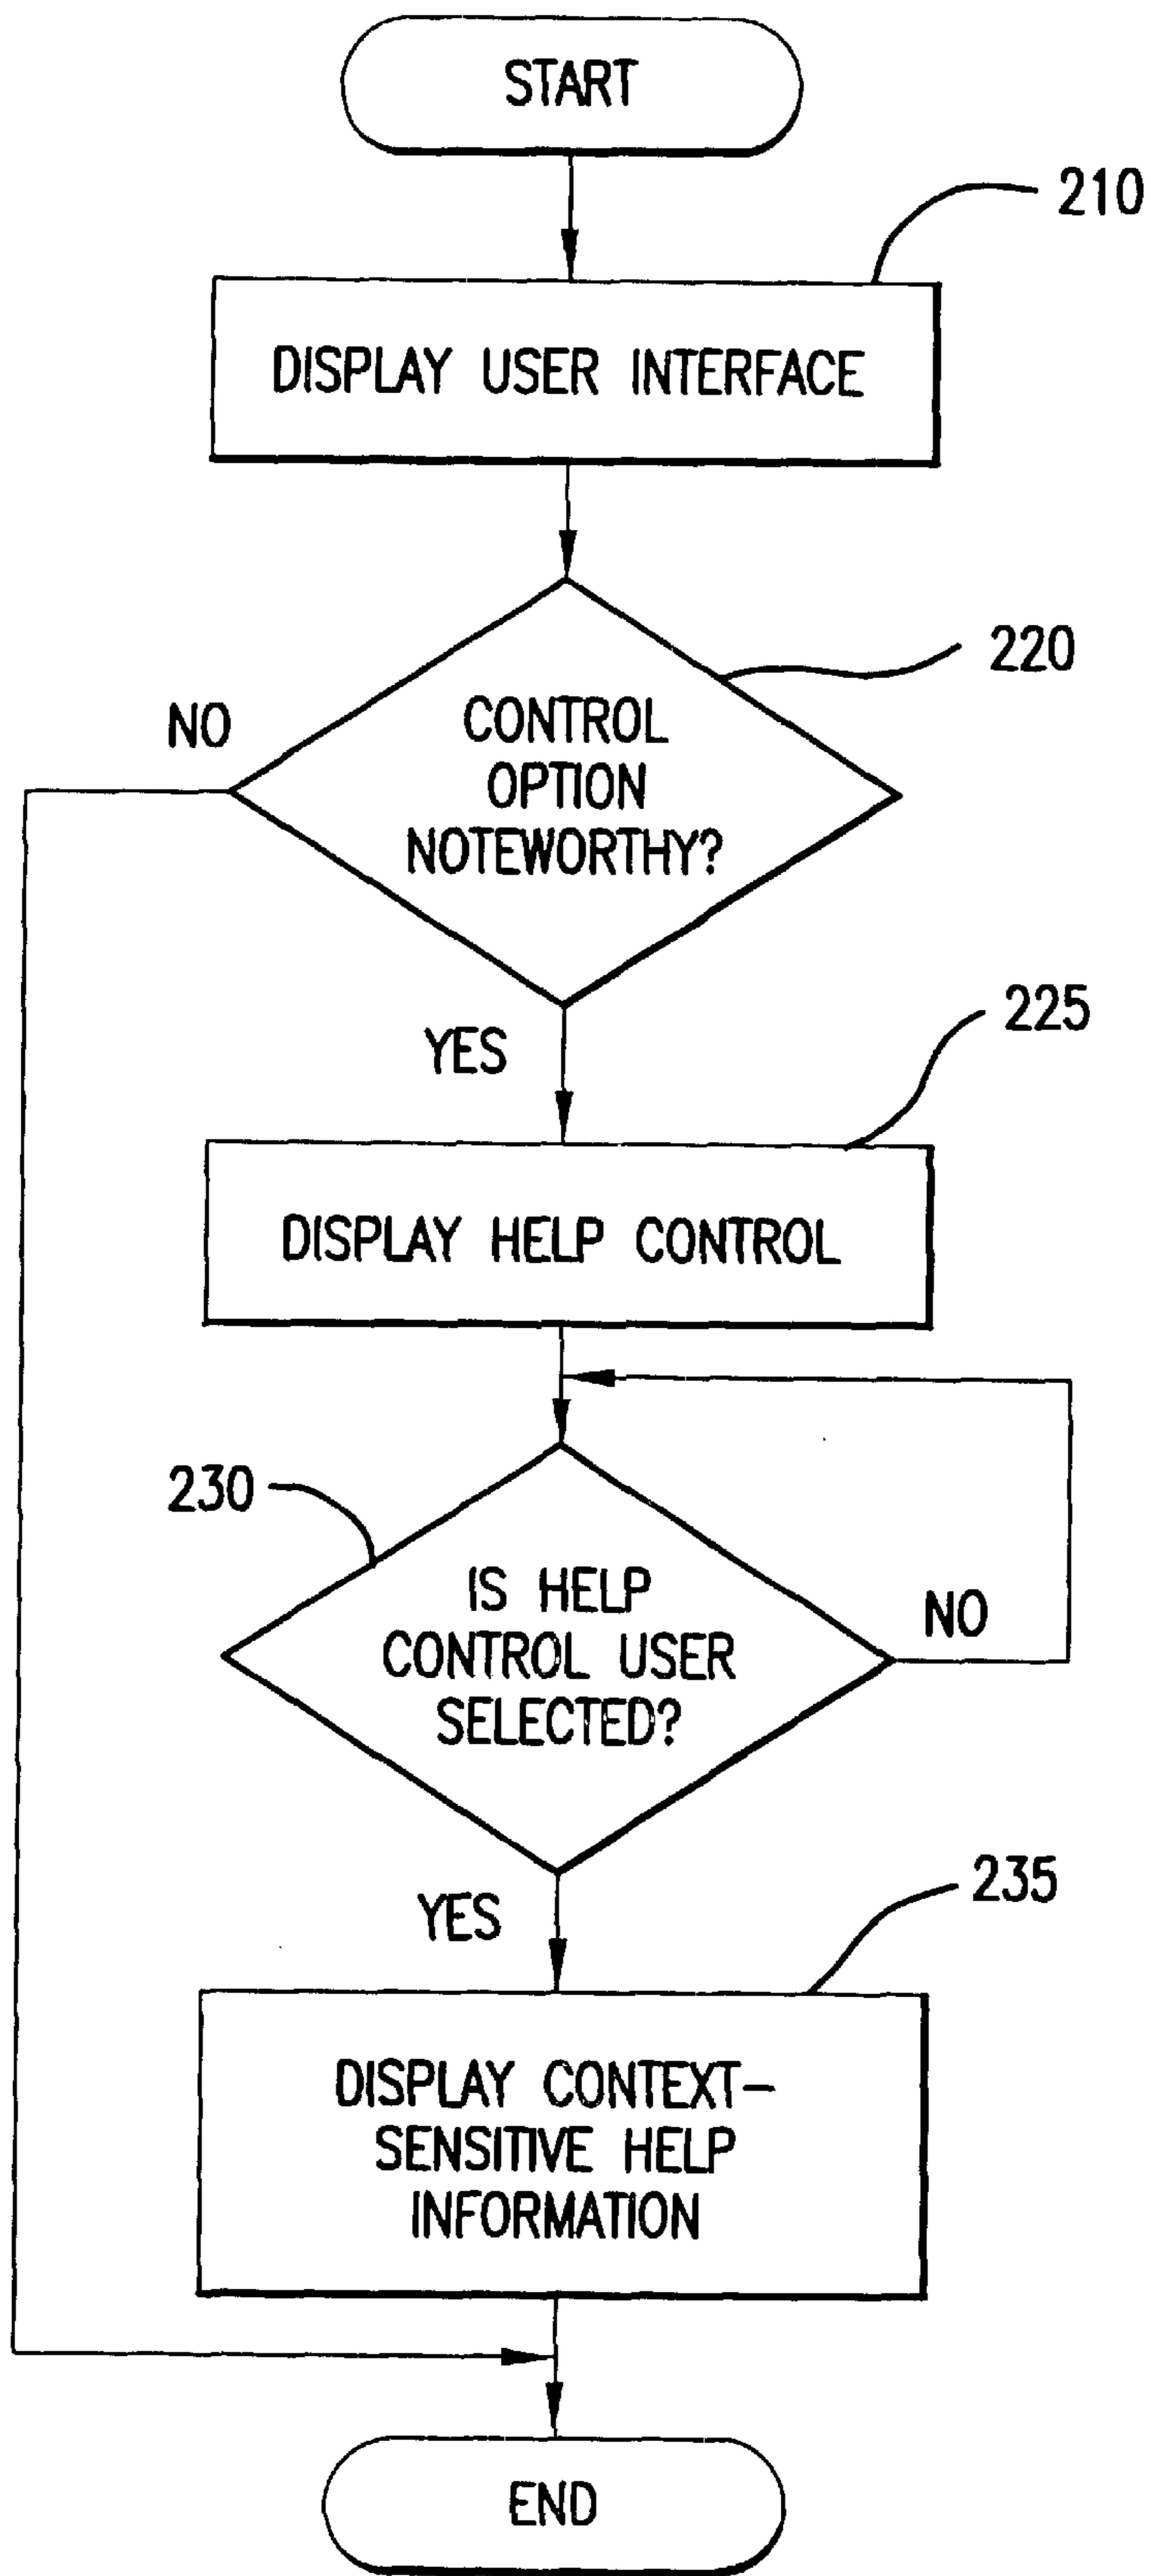 START
210
DISPLAY USER INTERFACE
220
NO
CONTROL
OPTION
NOTEWORTHY?
225
YES
DISPLAY HELP CONTROL
230
IS HELP
CONTROL USER
SELECTED?
NO
235
YES
DISPLAY CONTEXT-
SENSITIVE HELP
INFORMATION
END